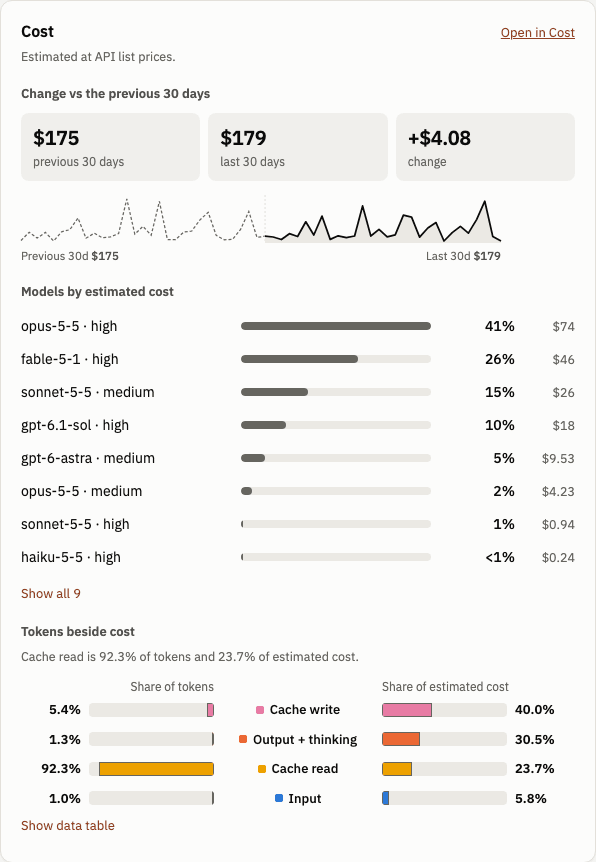 Cost
Open in Cost
Estimated at API list prices.
Change vs the previous 30 days
$175
previous 30 days
$179
last 30 days
+$4.08
change
Previous 30d $175
Last 30d $179
Models by estimated cost
opus-5-5 · high 41% $74
fable-5-1 · high 26% $46
sonnet-5-5 · medium 15% $26
gpt-6.1-sol · high 10% $18
gpt-6-astra · medium 5% $9.53
opus-5-5 · medium 2% $4.23
sonnet-5-5 · high 1% $0.94
haiku-5-5 · high <1% $0.24
Show all 9
Tokens beside cost
Cache read is 92.3% of tokens and 23.7% of estimated cost.
Share of tokens Share of estimated cost
5.4% Cache write 40.0%
1.3% Output + thinking 30.5%
92.3% Cache read 23.7%
1.0% Input 5.8%
Show data table